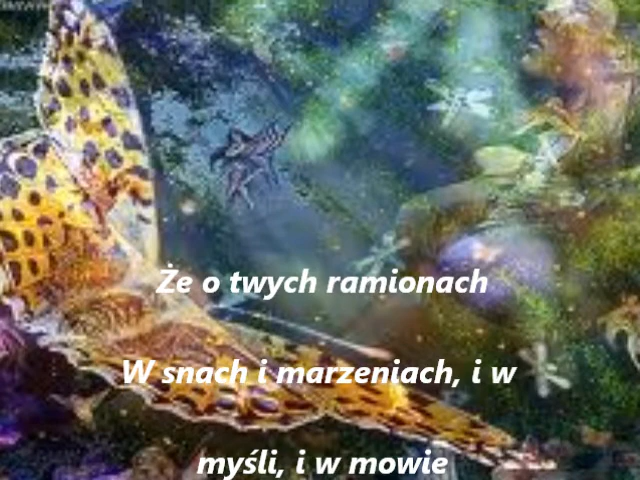 Że o twych ramionach
W snach i marzeniach, i w
myśli, i w mowie